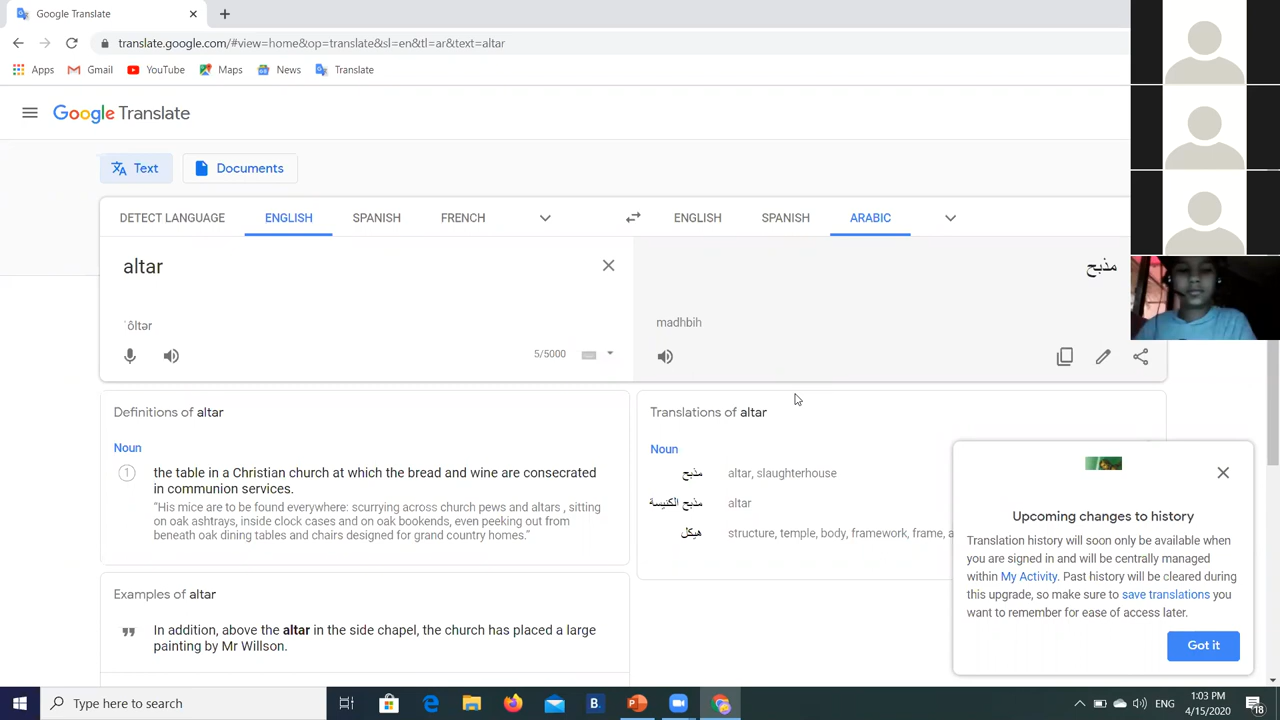 Google Translate
translate.google.com/#view=home&op=translate&sl=en&tl=ar&text=altar
Apps Gmail YouTube Maps News Translate
Google Translate
Text Documents
DETECT LANGUAGE ENGLISH SPANISH FRENCH ENGLISH SPANISH ARABIC
altar
مذبح
ˈôltər
madhbih
5/5000
Definitions of altar
Noun
1 the table in a Christian church at which the bread and wine are consecrated
in communion services.
“His mice are to be found everywhere: scurrying across church pews and altars , sitting
on oak ashtrays, inside clock cases and on oak bookends, even peeking out from
beneath oak dining tables and chairs designed for grand country homes.”
Examples of altar
In addition, above the altar in the side chapel, the church has placed a large
painting by Mr Willson.
Translations of altar
Noun
مذبح altar, slaughterhouse
مذبح الكنيسة altar
هيكل structure, temple, body, framework, frame, a
Upcoming changes to history
Translation history will soon only be available when
you are signed in and will be centrally managed
within My Activity. Past history will be cleared during
this upgrade, so make sure to save translations you
want to remember for ease of access later.
Got it
Type here to search
ENG
1:03 PM
4/15/2020
18